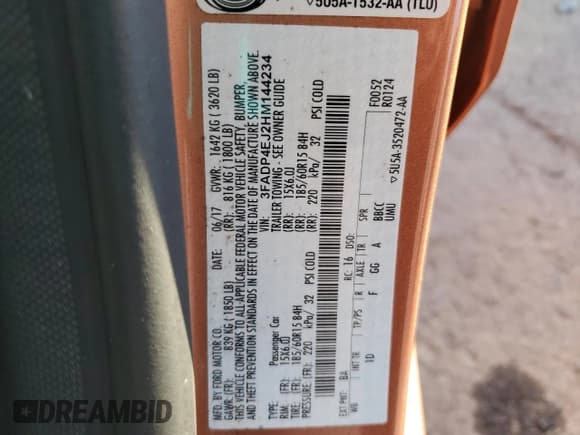 ▽5U5A-1532-AA (TLU)
MFD. BY FORD MOTOR CO.
DATE: 06/17 GVWR: 1642 KG ( 3620 LB)
GAWR: (FR): 839 KG ( 1850 LB) (RR): 816 KG ( 1800 LB)
THIS VEHICLE CONFORMS TO ALL APPLICABLE FEDERAL MOTOR VEHICLE SAFETY, BUMPER,
AND THEFT PREVENTION STANDARDS IN EFFECT ON THE DATE OF MANUFACTURE SHOWN ABOVE.
VIN: 3FADP4EJ2HM144234
TYPE: Passenger Car TRAILER TOWING - SEE OWNER GUIDE
RIM: (FR): 15X6.0J (RR): 15X6.0J
TIRE: (FR): 185/60R15 84H (RR): 185/60R15 84H
PRESSURE: (FR): 220 kPa/ 32 PSI COLD (RR): 220 kPa/ 32 PSI COLD
F0052
RC: 16 DSO: R0124
EXT PNT: BA
WB INT TR TP/PS R AXLE TR SPR
1D F GG A BBCC
UMU
▽5U5A-3520472-AA
DREAMBID